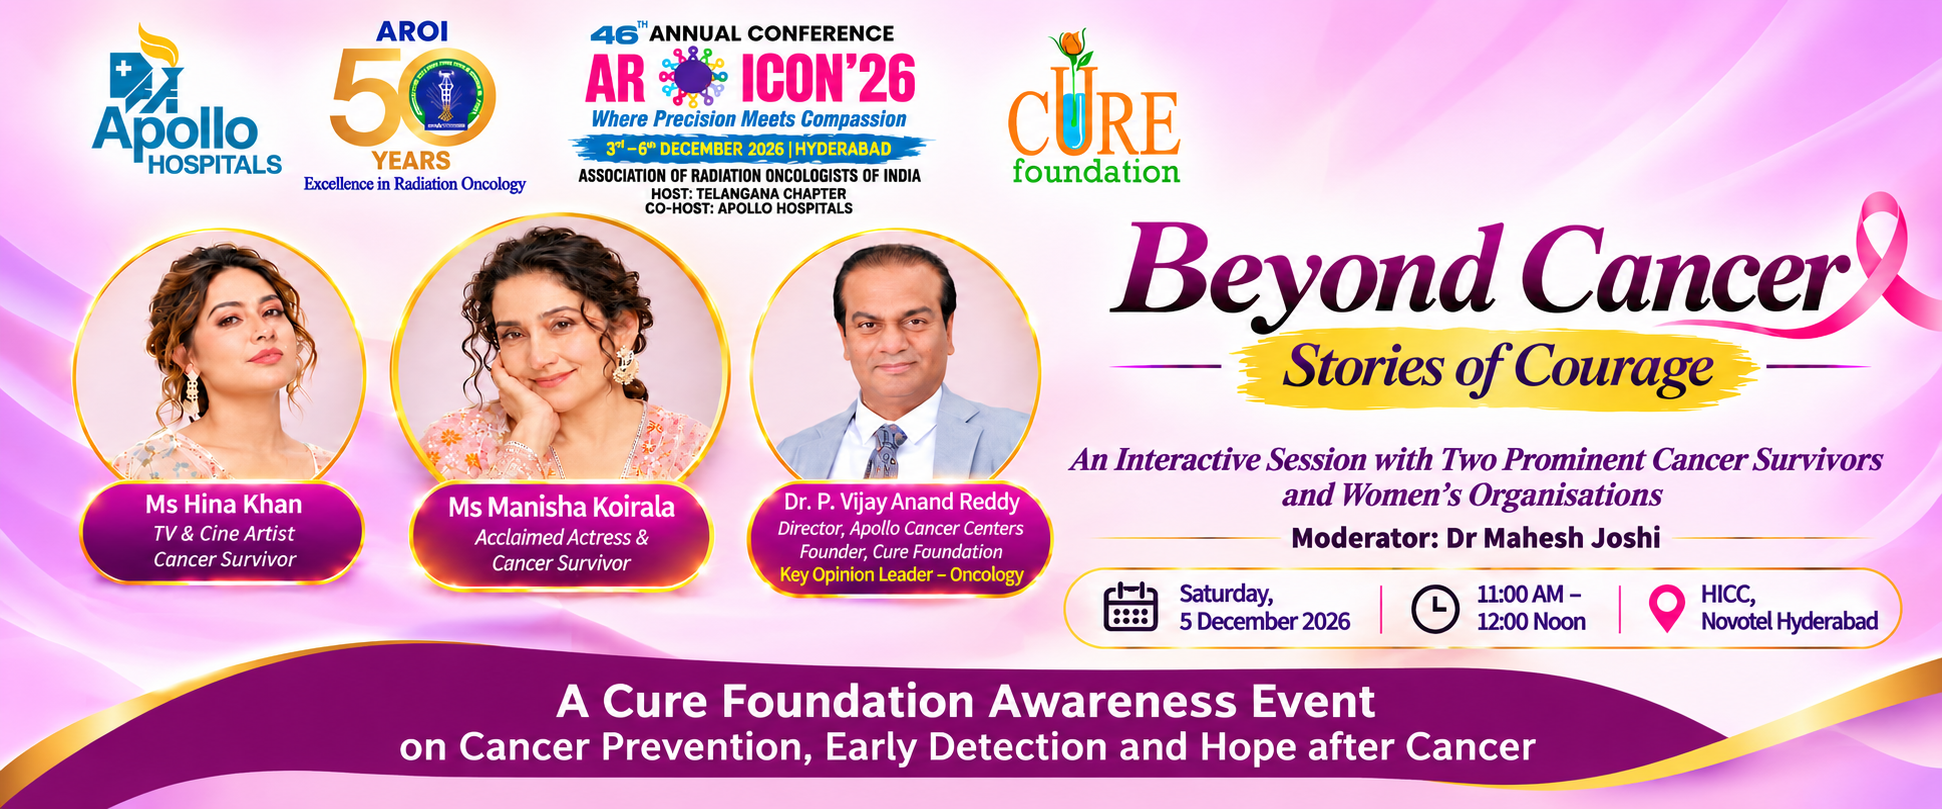 Apollo
HOSPITALS
AROI
50
YEARS
Excellence in Radiation Oncology
46TH ANNUAL CONFERENCE
AR ICON'26
Where Precision Meets Compassion
3rd – 6th DECEMBER 2026 | HYDERABAD
ASSOCIATION OF RADIATION ONCOLOGISTS OF INDIA
HOST: TELANGANA CHAPTER
CO-HOST: APOLLO HOSPITALS
CURE
foundation
Ms Hina Khan
TV & Cine Artist
Cancer Survivor
Ms Manisha Koirala
Acclaimed Actress &
Cancer Survivor
Dr. P. Vijay Anand Reddy
Director, Apollo Cancer Centers
Founder, Cure Foundation
Key Opinion Leader – Oncology
Beyond Cancer
Stories of Courage
An Interactive Session with Two Prominent Cancer Survivors
and Women's Organisations
Moderator: Dr Mahesh Joshi
Saturday,
5 December 2026
11:00 AM –
12:00 Noon
HICC,
Novotel Hyderabad
A Cure Foundation Awareness Event
on Cancer Prevention, Early Detection and Hope after Cancer